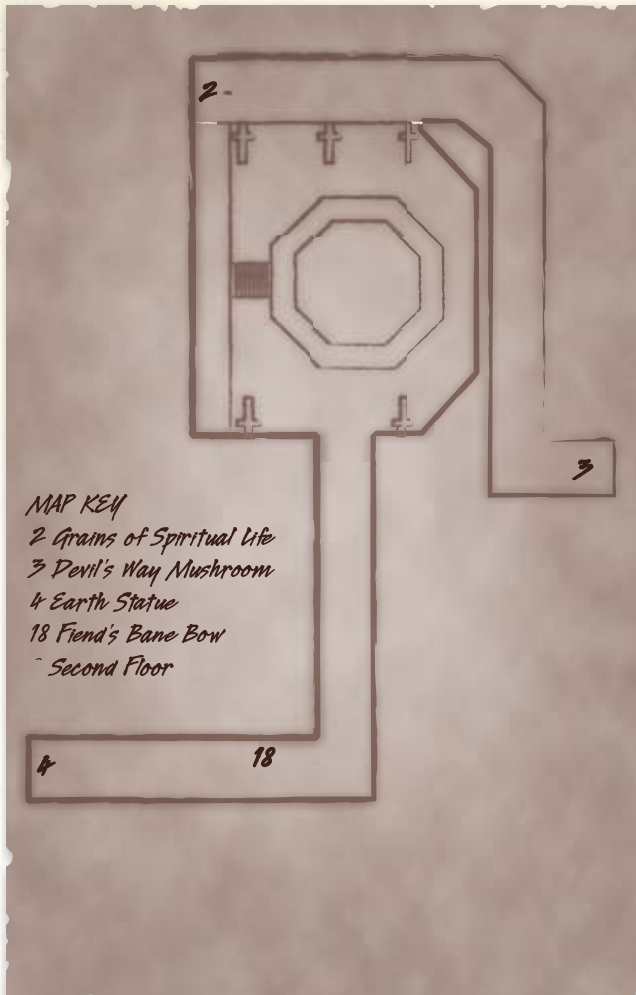 2 -
3
MAP KEY
2 Grains of Spiritual Life
3 Devil's Way Mushroom
4 Earth Statue
18 Fiend's Bane Bow
- Second Floor
4
18